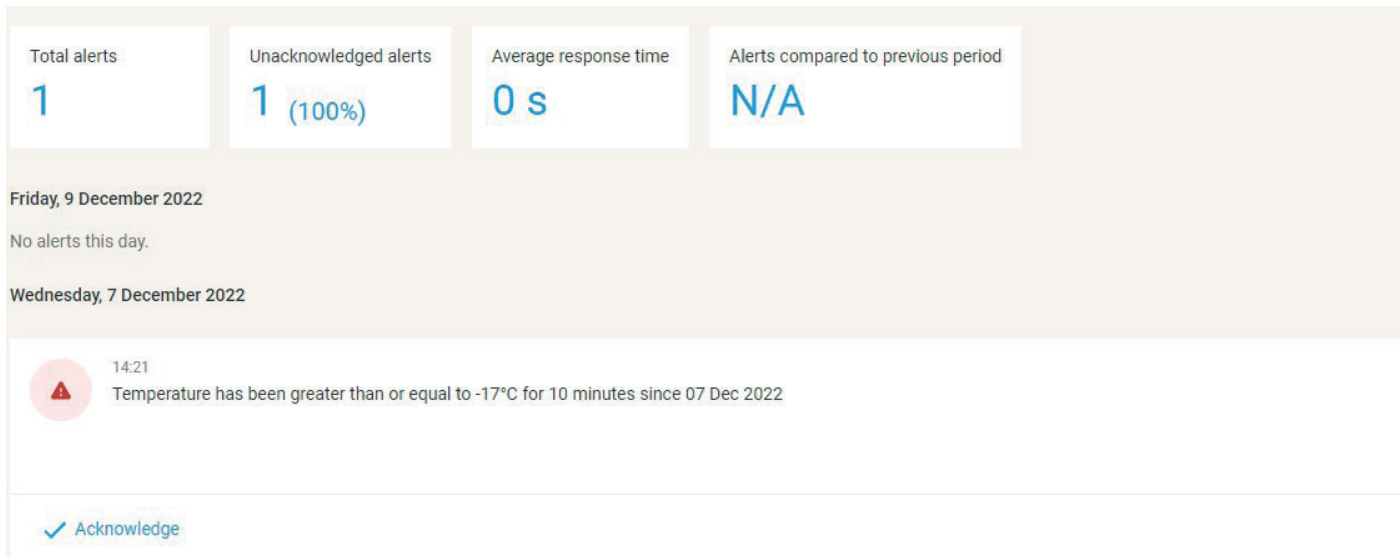 Total alerts
1
Unacknowledged alerts
1 (100%)
Average response time
0 s
Alerts compared to previous period
N/A
Friday, 9 December 2022
No alerts this day.
Wednesday, 7 December 2022
14:21
Temperature has been greater than or equal to -17°C for 10 minutes since 07 Dec 2022
Acknowledge